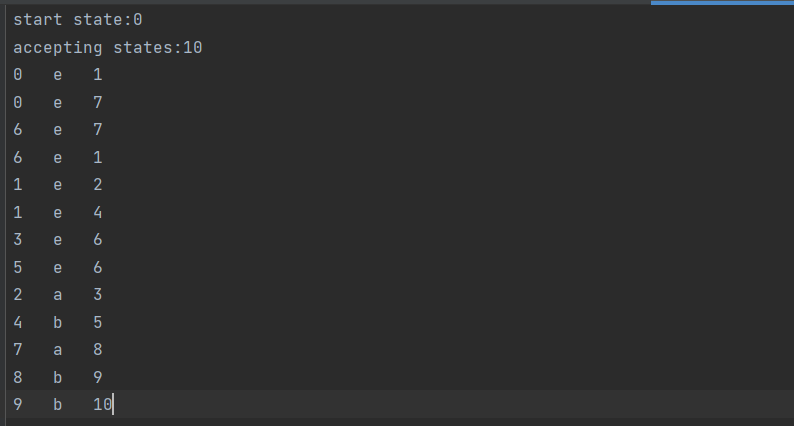 start state:0
accepting states:10
0   e   1
0   e   7
6   e   7
6   e   1
1   e   2
1   e   4
3   e   6
5   e   6
2   a   3
4   b   5
7   a   8
8   b   9
9   b   10